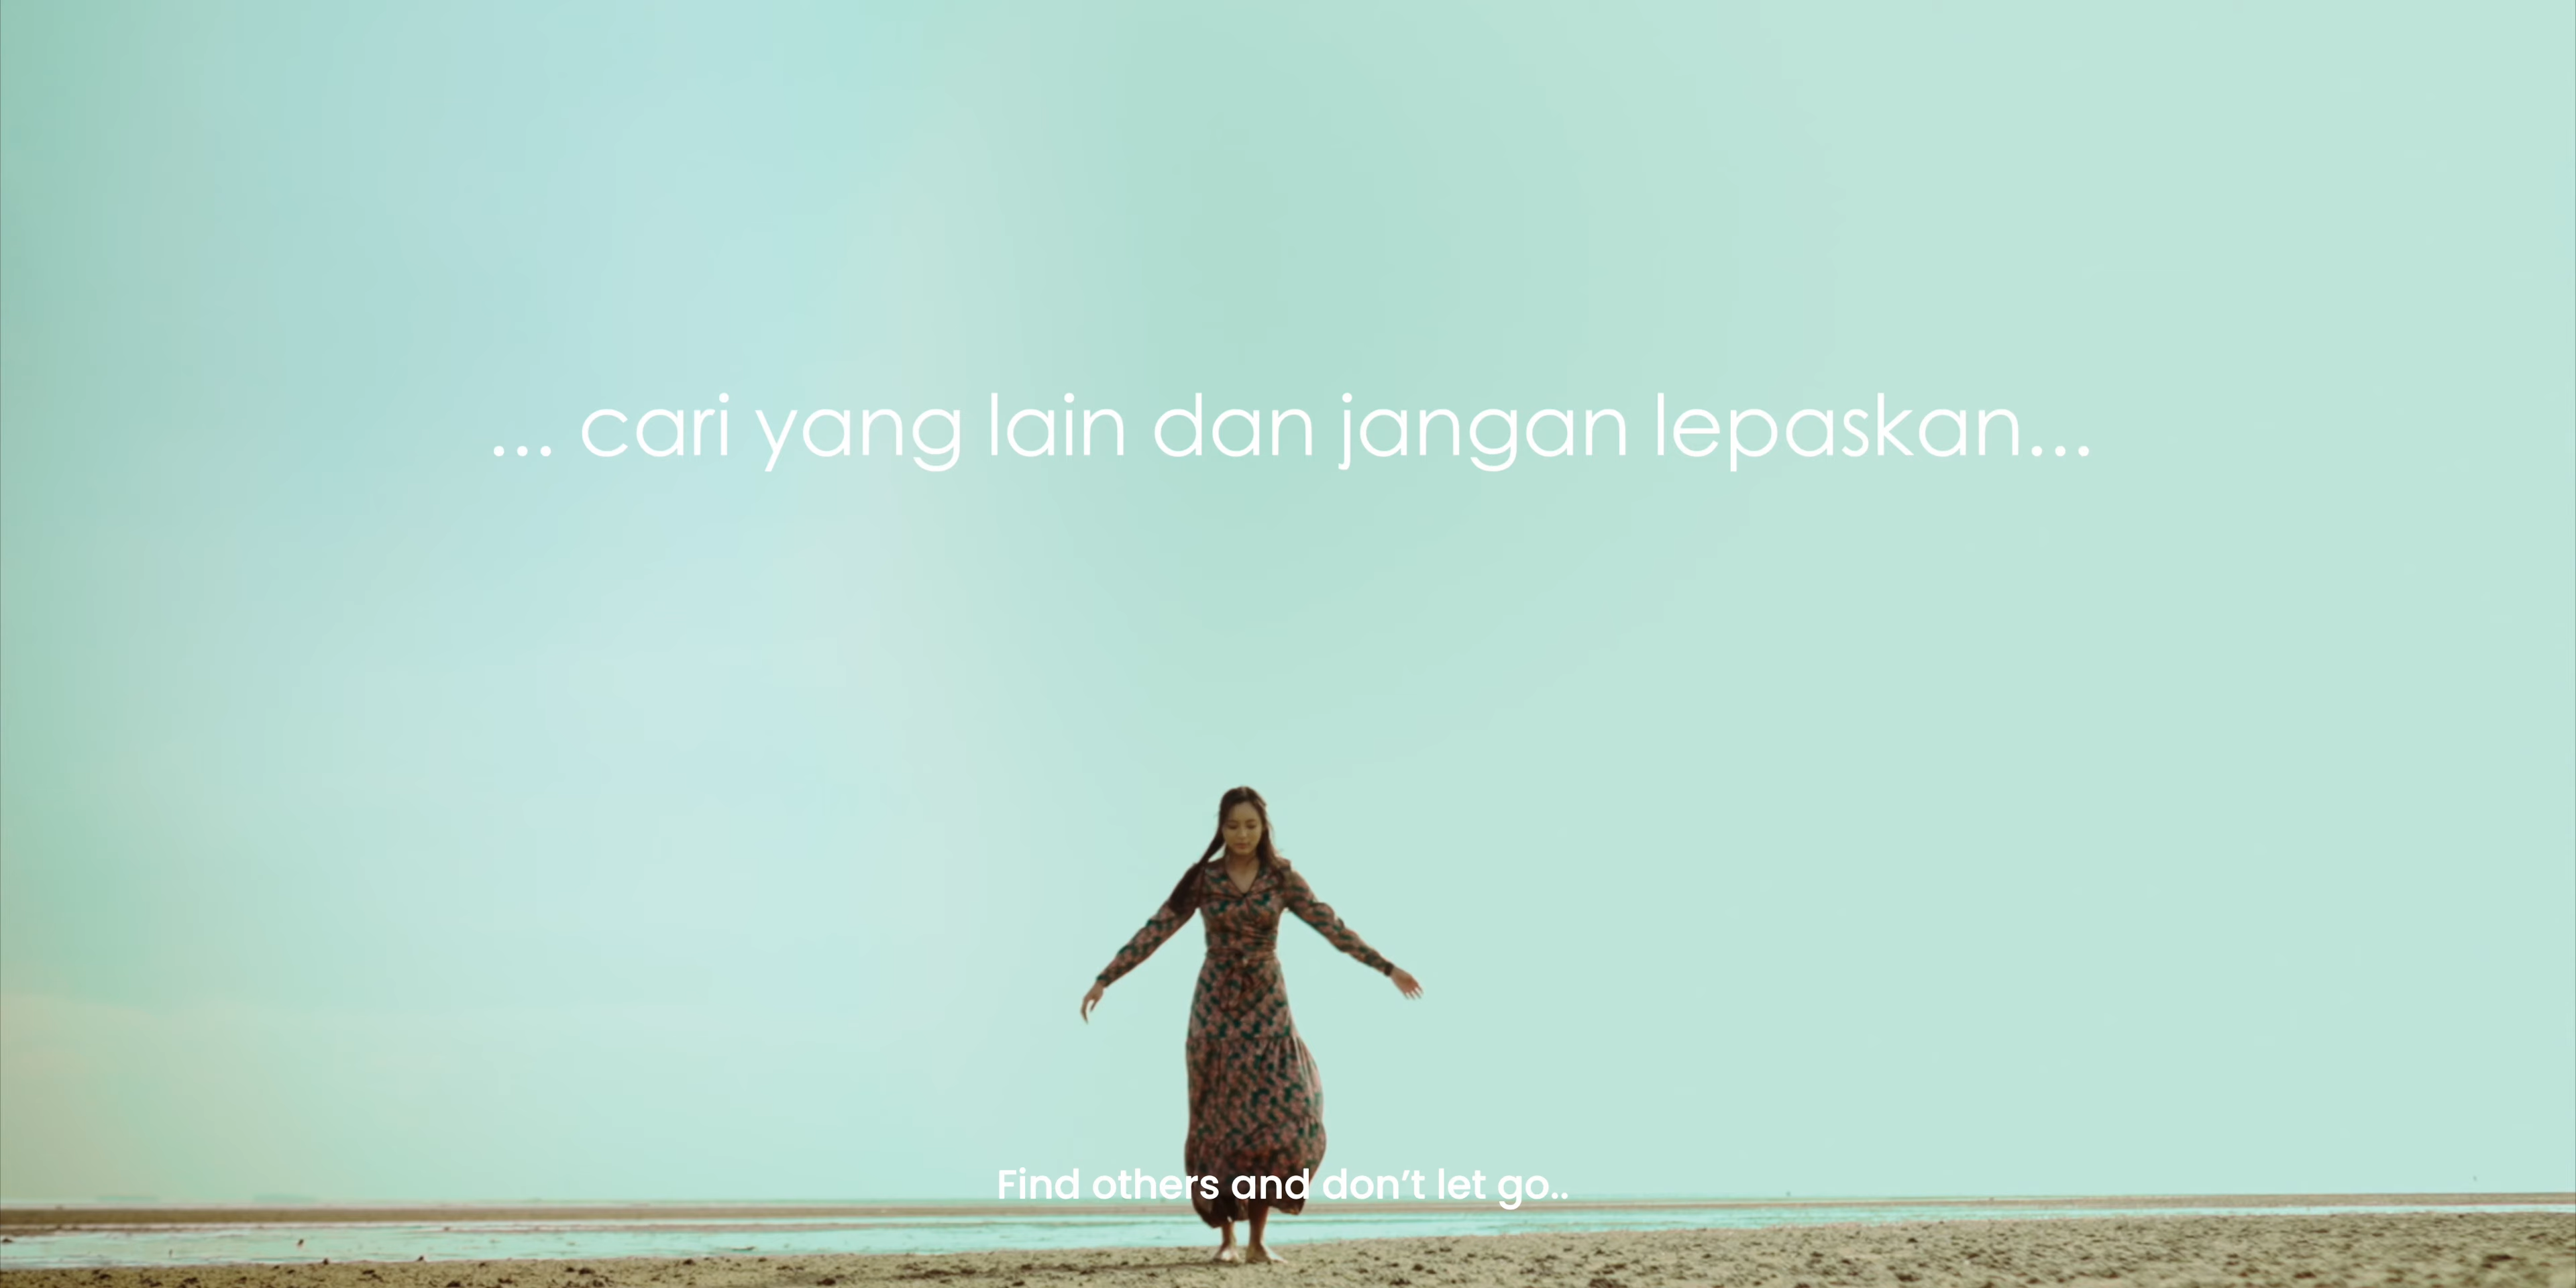 ... cari yang lain dan jangan lepaskan...
Find others and don’t let go..